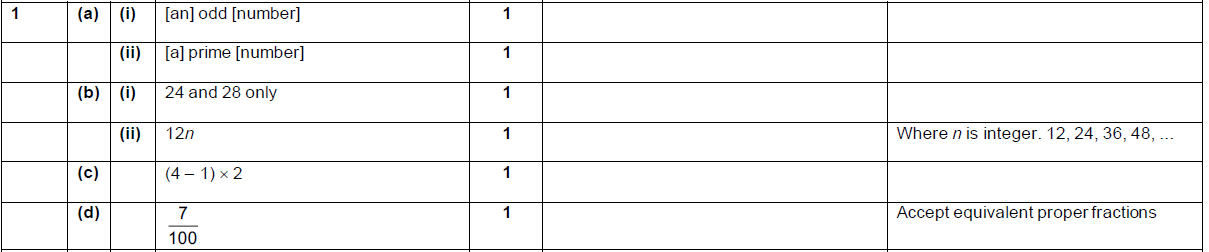 1 (a) (i) [an] odd [number] 1
(ii) [a] prime [number] 1
(b) (i) 24 and 28 only 1
(ii) 12n 1 Where n is integer. 12, 24, 36, 48, ...
(c) (4 – 1) × 2 1
(d) 7/100 1 Accept equivalent proper fractions